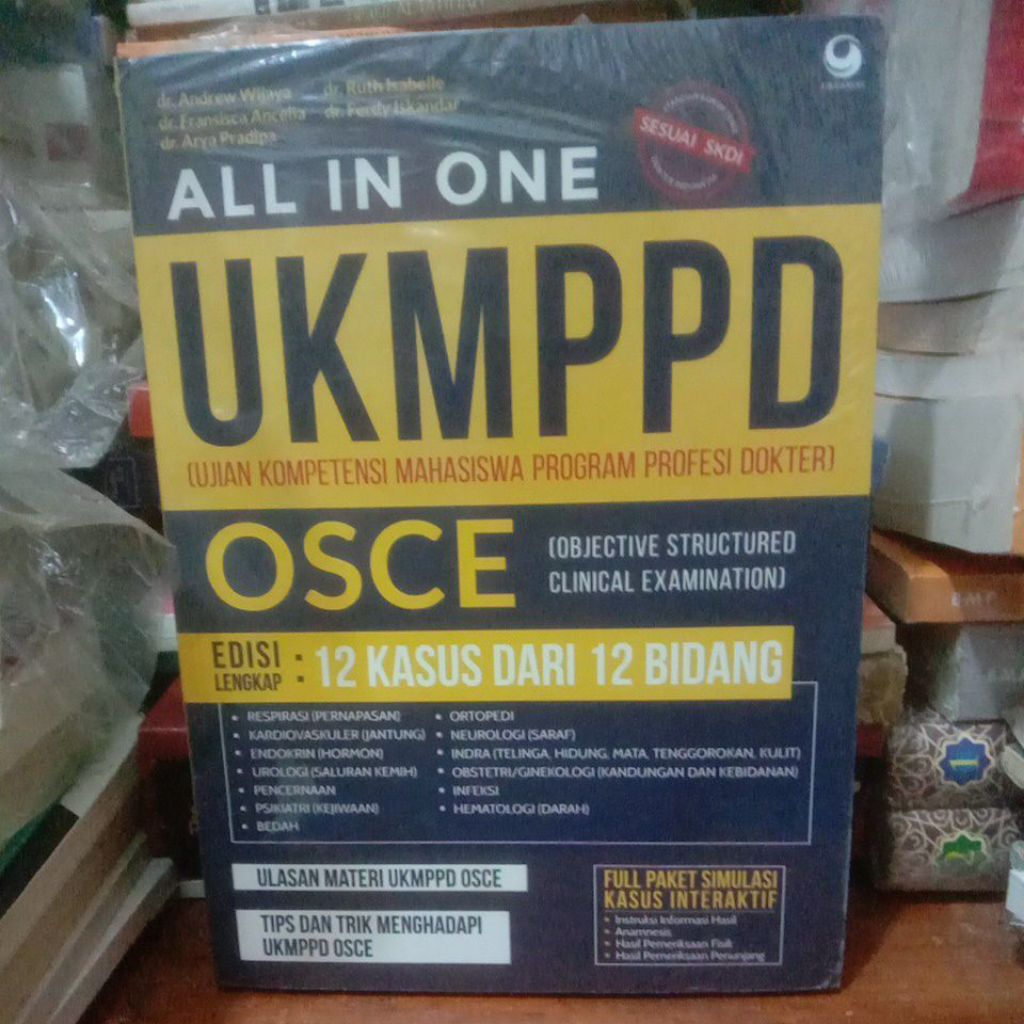 dr. Andrew Wijaya
dr. Fransisca Ancelia
dr. Arya Pradipa
dr. Ruth Isabelle
dr. Ferdy Iskandar
SESUAI SKDI
ALL IN ONE
UKMPPD
(UJIAN KOMPETENSI MAHASISWA PROGRAM PROFESI DOKTER)
OSCE
(OBJECTIVE STRUCTURED
CLINICAL EXAMINATION)
EDISI
LENGKAP
: 12 KASUS DARI 12 BIDANG
• RESPIRASI (PERNAPASAN)
• KARDIOVASKULER (JANTUNG)
• ENDOKRIN (HORMON)
• UROLOGI (SALURAN KEMIH)
• PENCERNAAN
• PSIKIATRI (KEJIWAAN)
• BEDAH
• ORTOPEDI
• NEUROLOGI (SARAF)
• INDRA (TELINGA, HIDUNG, MATA, TENGGOROKAN, KULIT)
• OBSTETRI/GINEKOLOGI (KANDUNGAN DAN KEBIDANAN)
• INFEKSI
• HEMATOLOGI (DARAH)
ULASAN MATERI UKMPPD OSCE
TIPS DAN TRIK MENGHADAPI
UKMPPD OSCE
FULL PAKET SIMULASI
KASUS INTERAKTIF
• Instruksi Informasi Hasil
• Anamnesis
• Hasil Pemeriksaan Fisik
• Hasil Pemeriksaan Penunjang